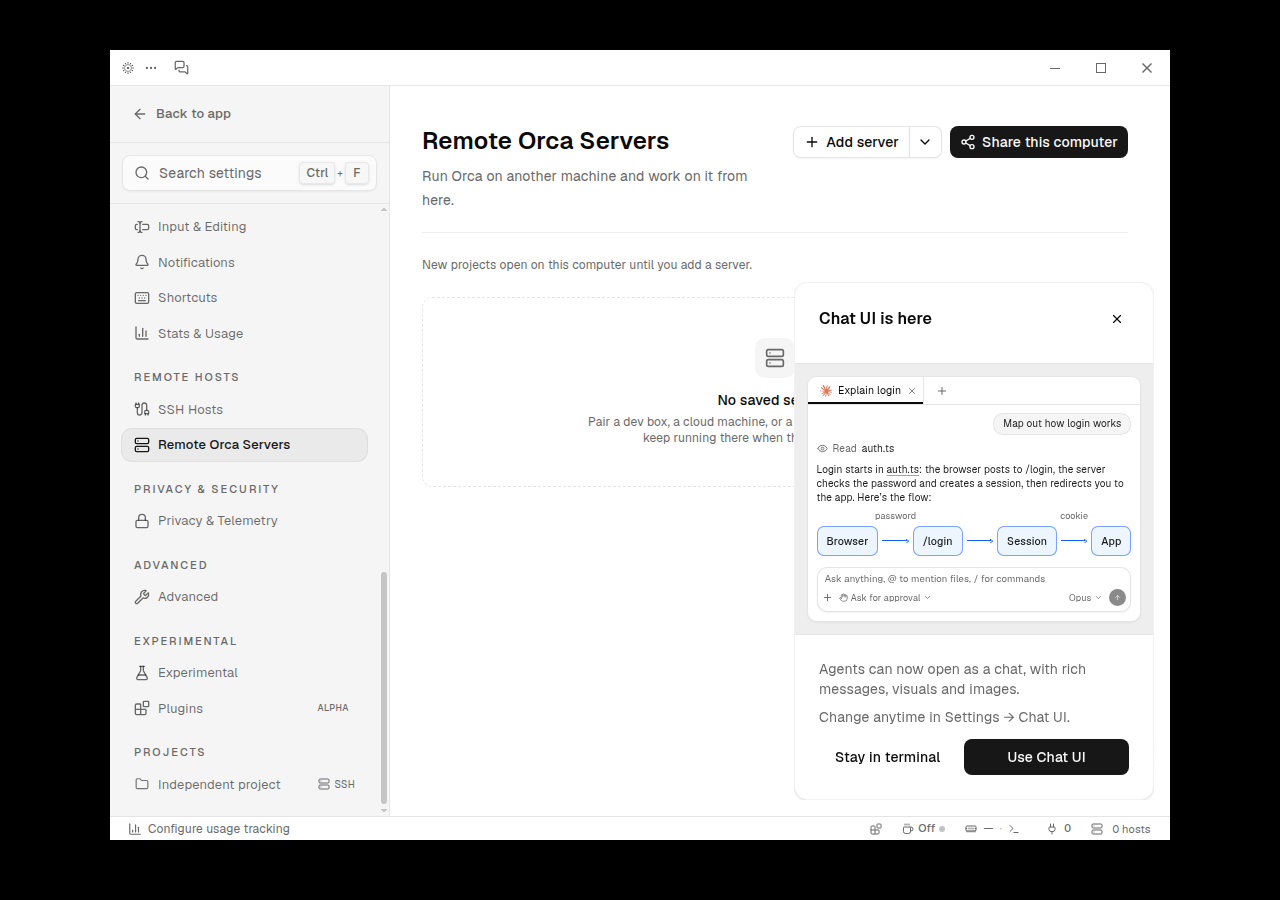 Back to app
Search settings
Ctrl + F
Input & Editing
Notifications
Shortcuts
Stats & Usage
REMOTE HOSTS
SSH Hosts
Remote Orca Servers
PRIVACY & SECURITY
Privacy & Telemetry
ADVANCED
Advanced
EXPERIMENTAL
Experimental
Plugins ALPHA
PROJECTS
Independent project SSH
Remote Orca Servers
Add server
Share this computer
Run Orca on another machine and work on it from
here.
New projects open on this computer until you add a server.
No saved se
Pair a dev box, a cloud machine, or a
keep running there when th
Chat UI is here
Explain login
Map out how login works
Read auth.ts
Login starts in auth.ts: the browser posts to /login, the server
checks the password and creates a session, then redirects you to
the app. Here's the flow:
password cookie
Browser /login Session App
Ask anything, @ to mention files, / for commands
Ask for approval Opus
Agents can now open as a chat, with rich
messages, visuals and images.
Change anytime in Settings → Chat UI.
Stay in terminal Use Chat UI
Configure usage tracking
Off — · 0 0 hosts